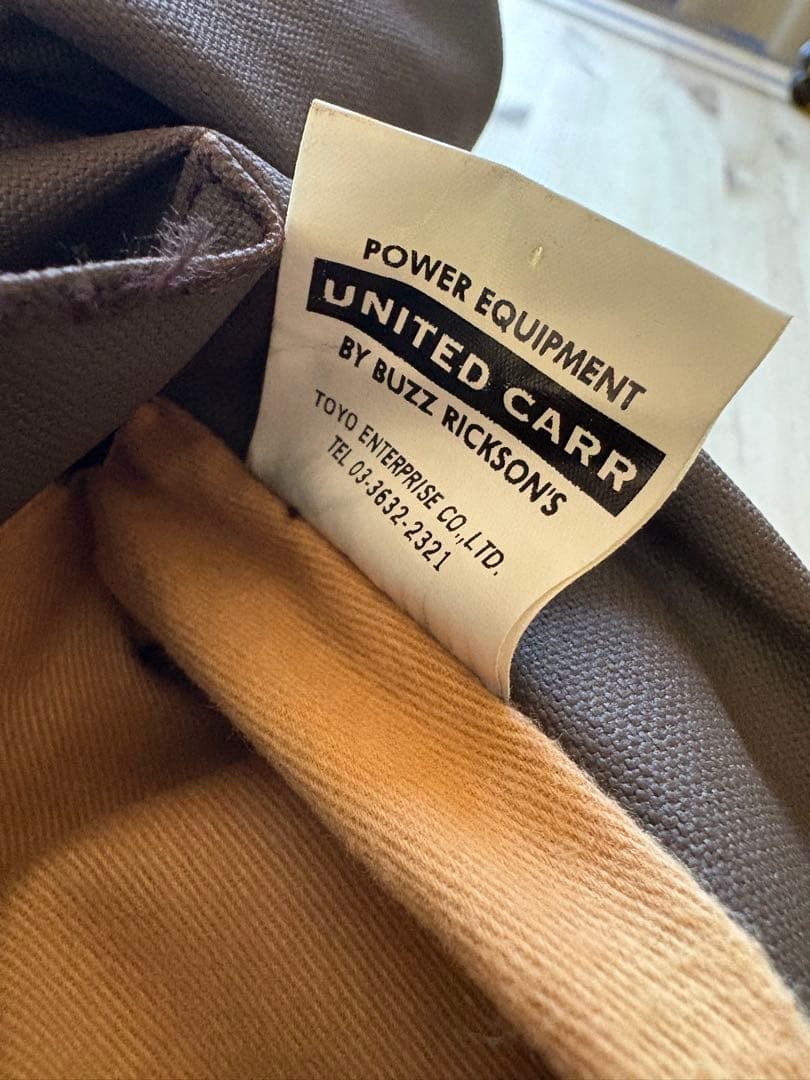 POWER EQUIPMENT
UNITED CARR
BY BUZZ RICKSON'S
TOYO ENTERPRISE CO.,LTD.
TEL 03-3632-2321